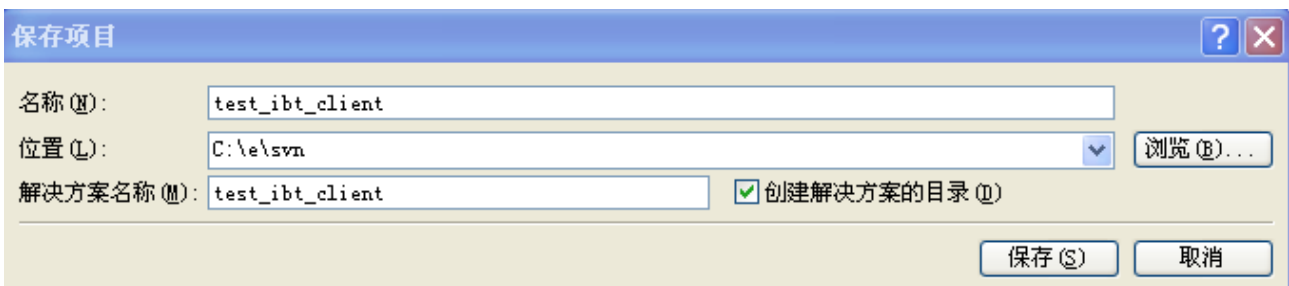 保存项目
名称(N): test_ibt_client
位置(L): C:\e\svn 浏览(B)...
解决方案名称(M): test_ibt_client 创建解决方案的目录(D)
保存(S) 取消